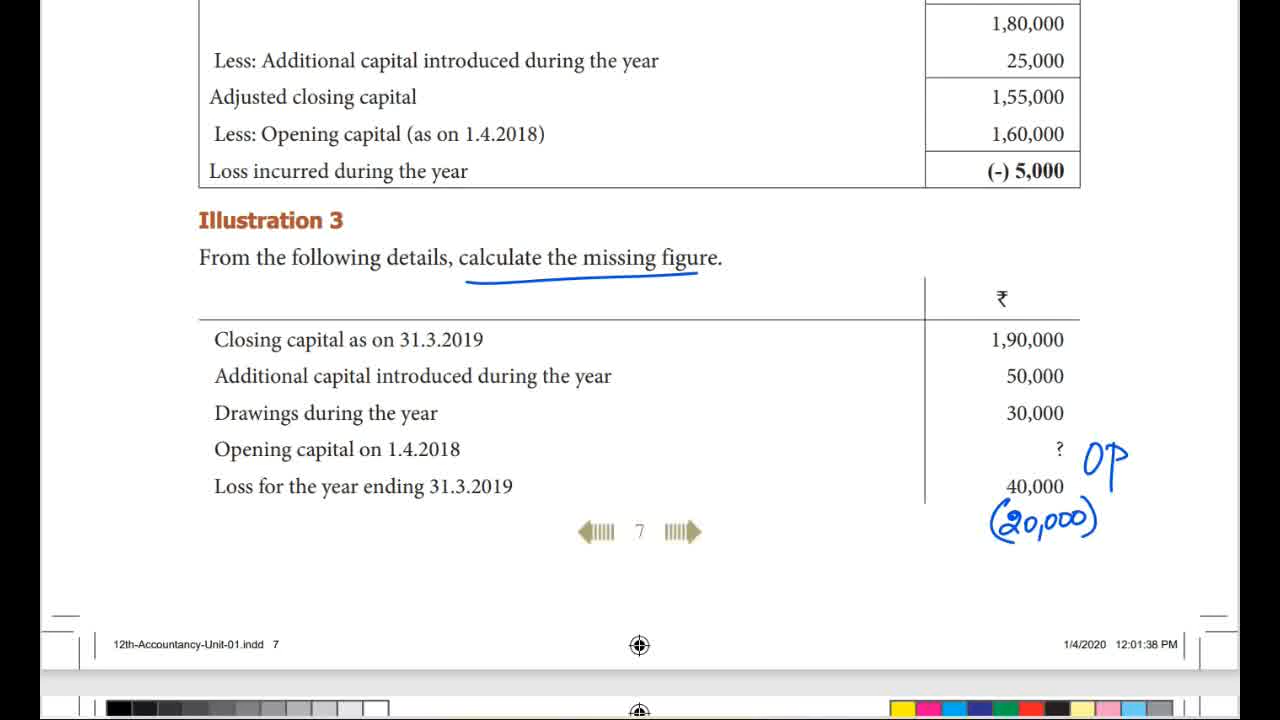 1,80,000
Less: Additional capital introduced during the year 25,000
Adjusted closing capital 1,55,000
Less: Opening capital (as on 1.4.2018) 1,60,000
Loss incurred during the year (-) 5,000
Illustration 3
From the following details, calculate the missing figure.
₹
Closing capital as on 31.3.2019 1,90,000
Additional capital introduced during the year 50,000
Drawings during the year 30,000
Opening capital on 1.4.2018 ? OP
Loss for the year ending 31.3.2019 40,000
(20,000)
7
12th-Accountancy-Unit-01.indd 7 1/4/2020 12:01:38 PM